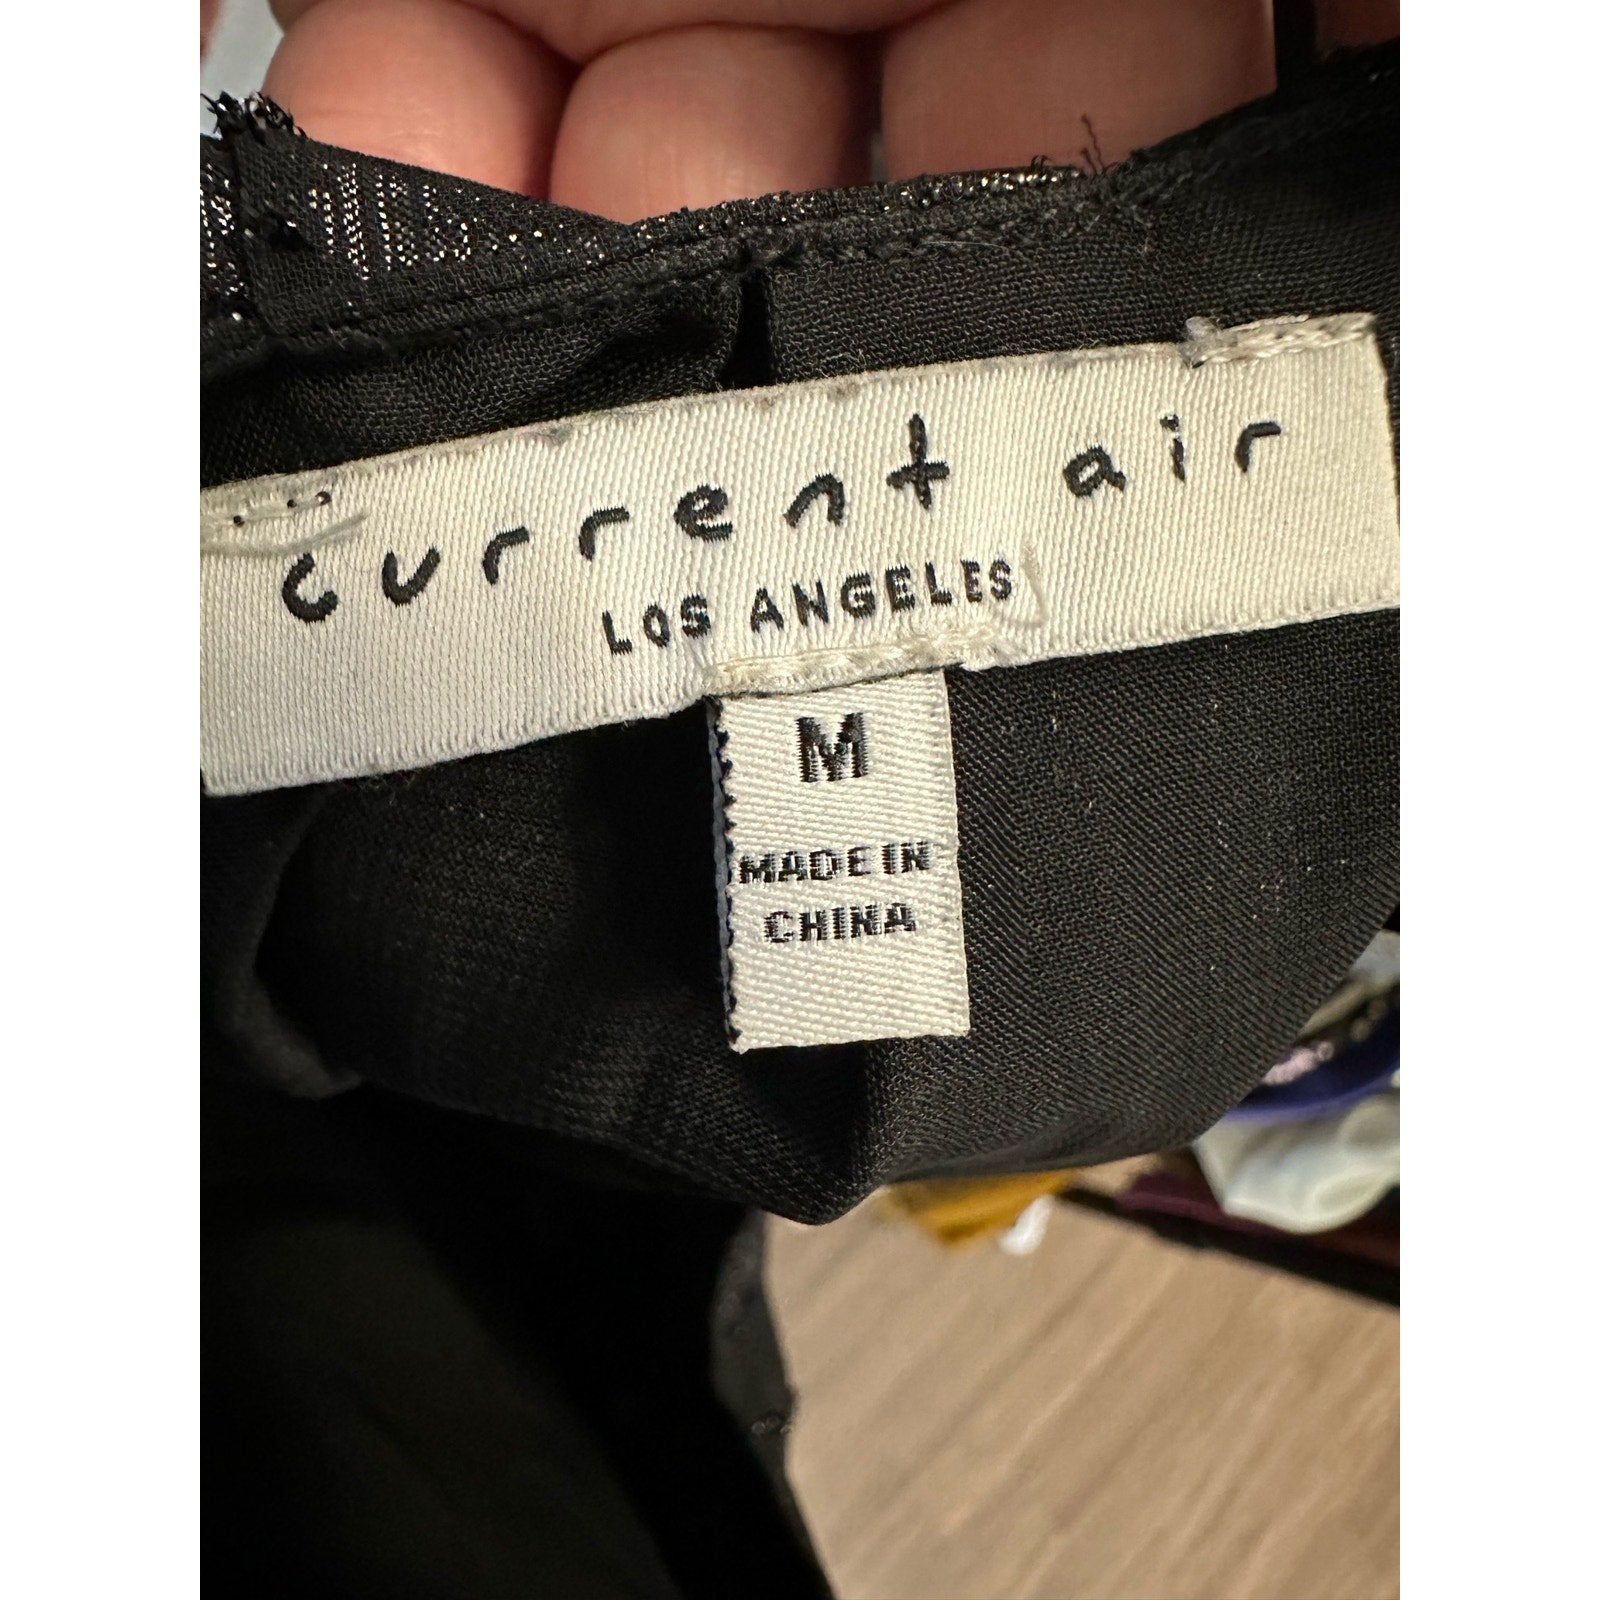 current air
LOS ANGELES
M
MADE IN
CHINA